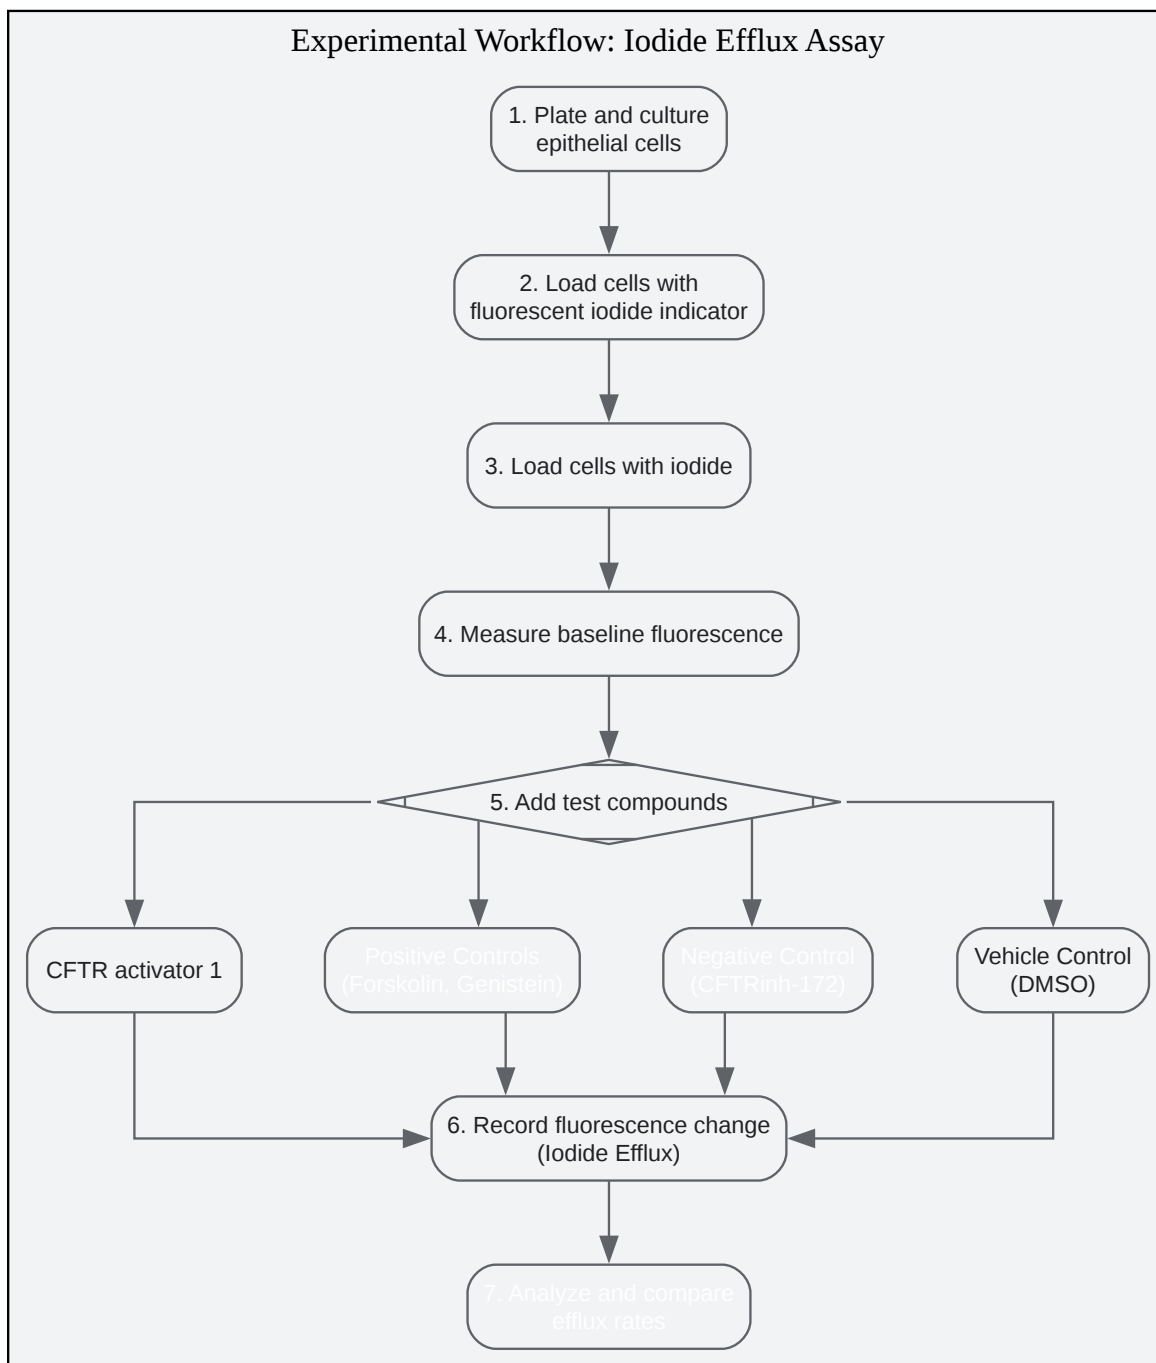 Experimental Workflow: Iodide Efflux Assay
1. Plate and culture
epithelial cells
2. Load cells with
fluorescent iodide indicator
3. Load cells with iodide
4. Measure baseline fluorescence
5. Add test compounds
CFTR activator 1
Positive Controls
(Forskolin, Genistein)
Negative Control
(CFTRinh-172)
Vehicle Control
(DMSO)
6. Record fluorescence change
(Iodide Efflux)
7. Analyze and compare
efflux rates